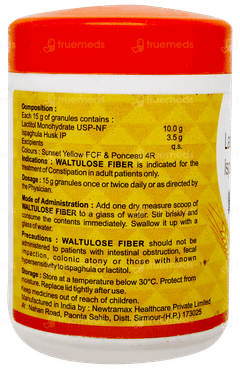 truemeds
Composition :
Each 15 g of granules contains :
Lactitol Monohydrate USP-NF 10.0 g
Ispaghula Husk IP 3.5 g
Excipients q.s.
Colours : Sunset Yellow FCF & Ponceau 4R
Indications : WALTULOSE FIBER is indicated for the
treatment of Constipation in adult patients only.
Dosage : 15 g granules once or twice daily or as directed by
the Physician.
Mode of Administration : Add one dry measure scoop of
WALTULOSE FIBER to a glass of water. Stir briskly and
consume the contents immediately. Swallow it up with a
glass of water.
Precautions : WALTULOSE FIBER should not be
administered to patients with intestinal obstruction, fecal
impaction, colonic atony or those with known
hypersensitivity to ispaghula or lactitol.
Storage : Store at a temperature below 30°C. Protect from
moisture. Replace lid tightly after use.
Keep medicines out of reach of children.
Manufactured in India by : Newtramax Healthcare Private Limited
At : Nahan Road, Paonta Sahib, Distt. Sirmour-(H.P.) 173025
La